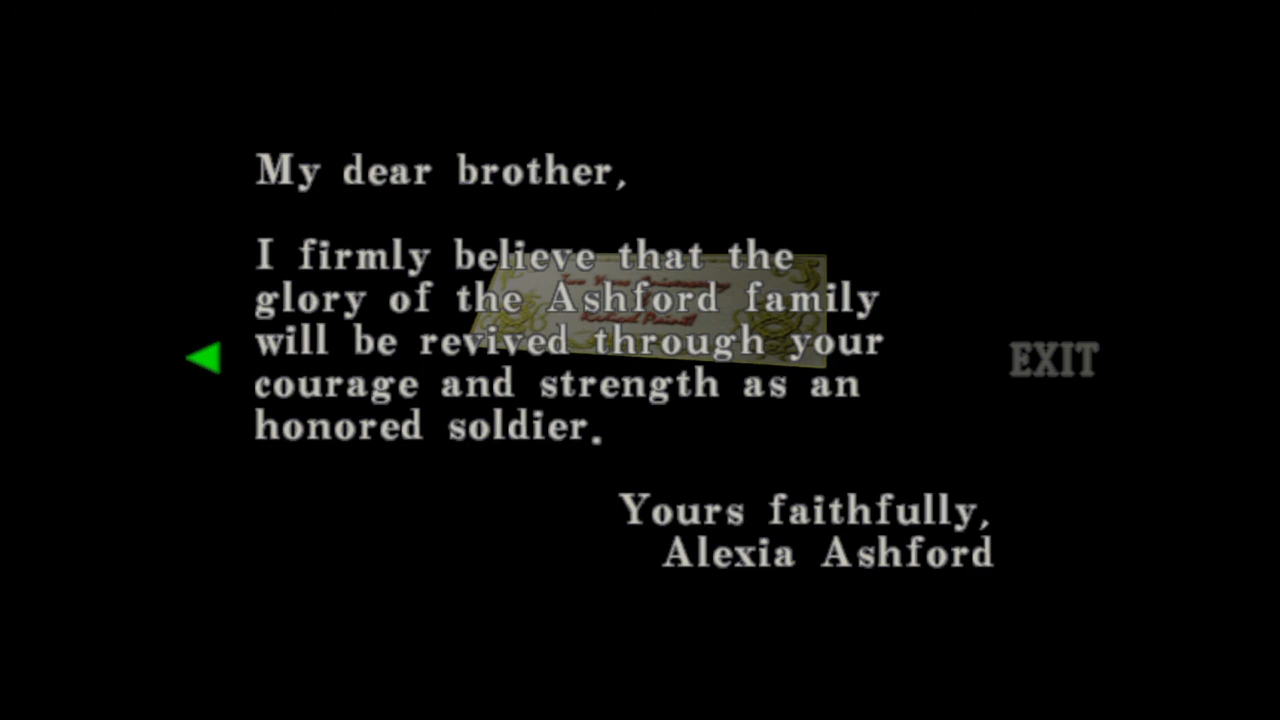 My dear brother,
I firmly believe that the
glory of the Ashford family
will be revived through your
courage and strength as an
honored soldier.
EXIT
Yours faithfully,
Alexia Ashford